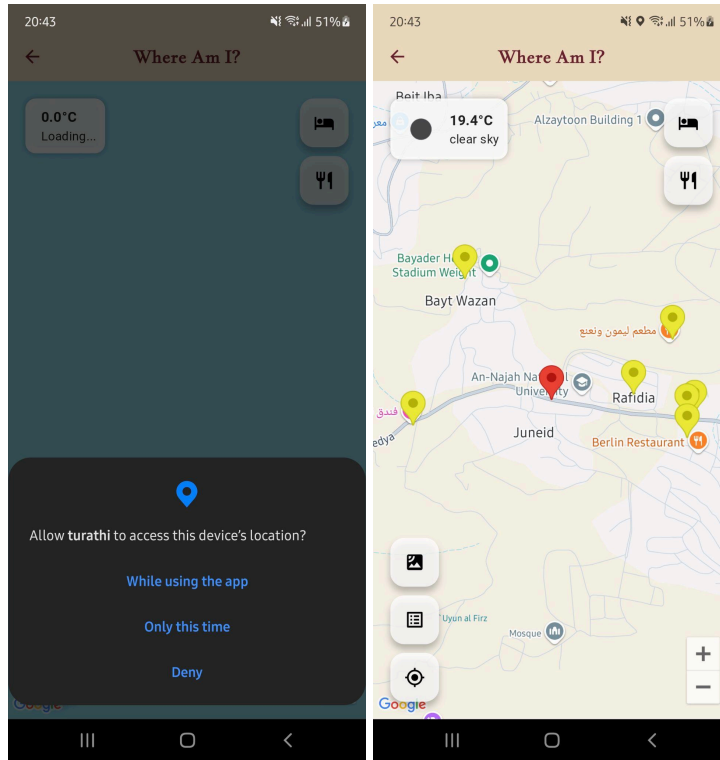 20:43
51%
Where Am I?
0.0°C
Loading...
Allow turathi to access this device's location?
While using the app
Only this time
Deny
Google
20:43
51%
Where Am I?
Beit Iba
19.4°C
clear sky
Alzaytoon Building 1
Bayader
Stadium Weight
Bayt Wazan
مطعم ليمون ونعنع
An-Najah
University
Rafidia
فندق
Juneid
Berlin Restaurant
Uyun al Firz
Mosque
+
−
Google